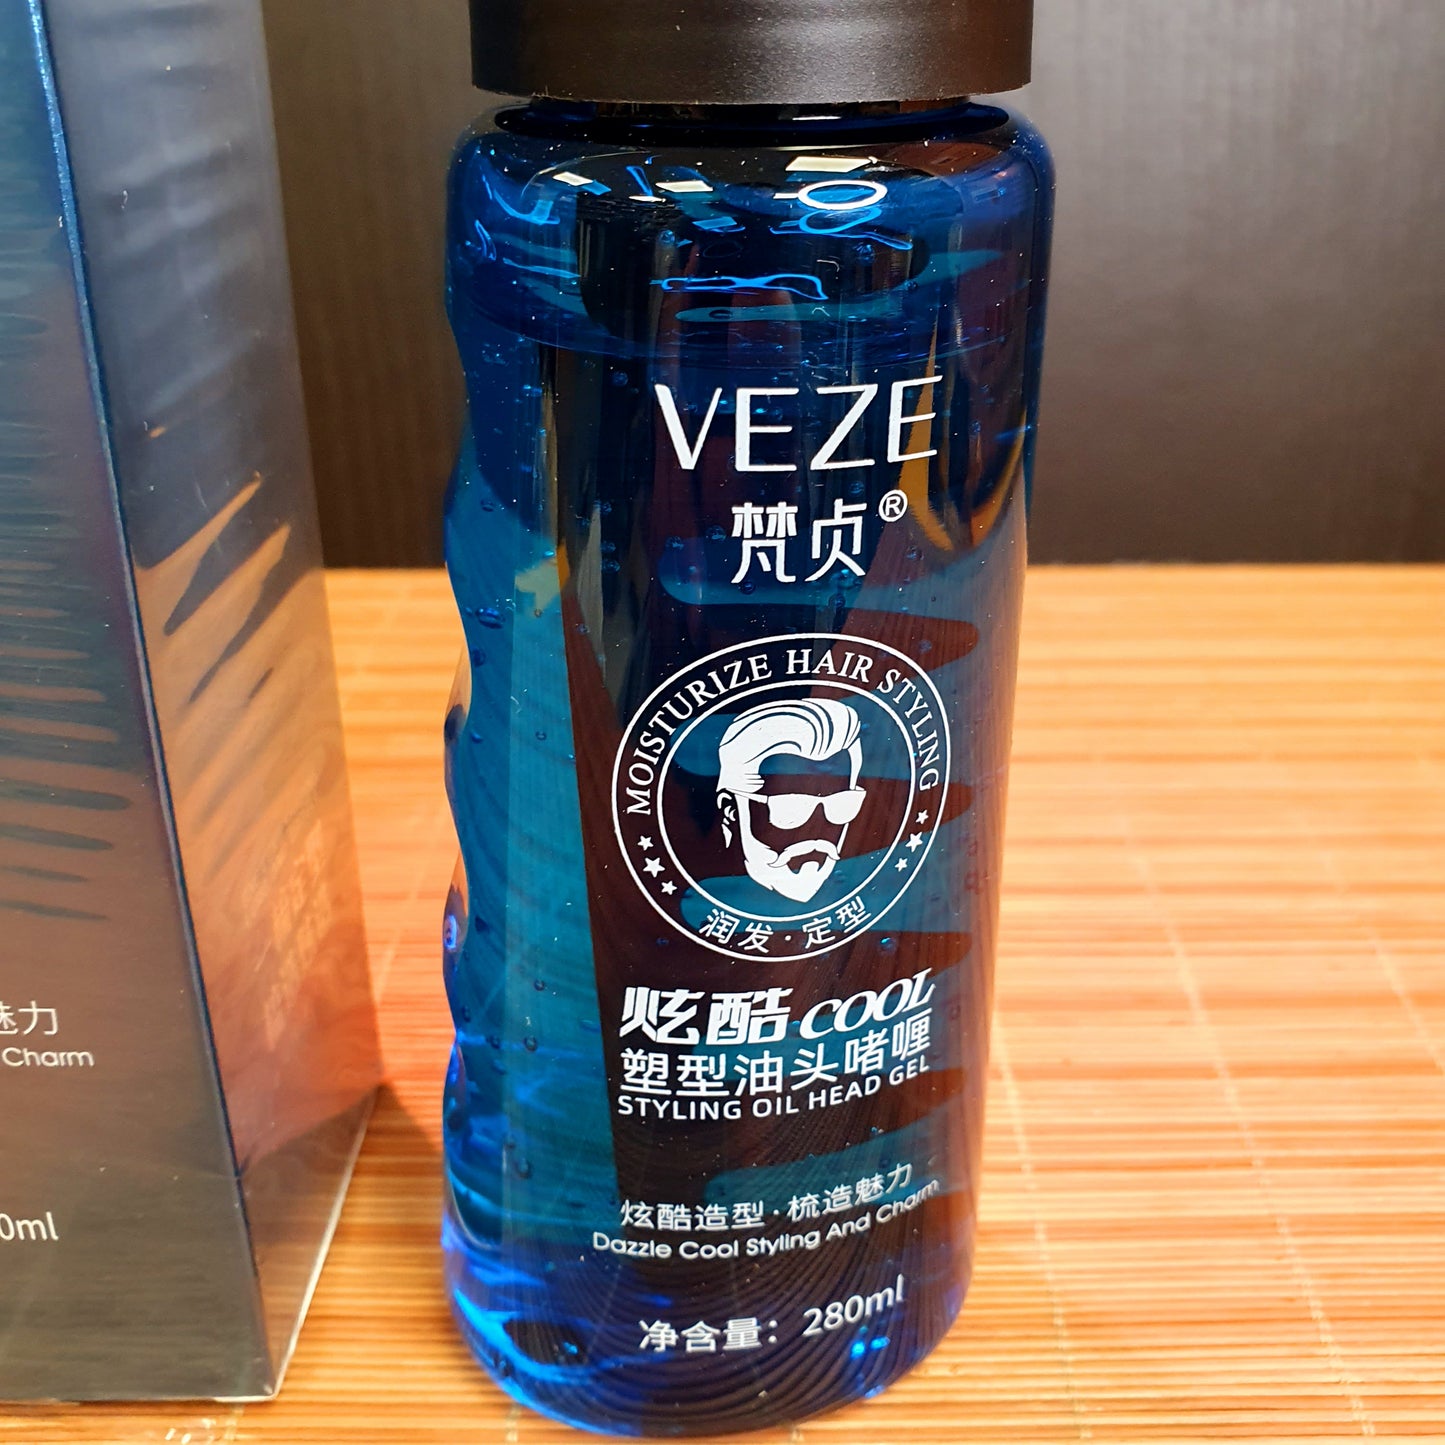 VEZE
梵贞®
MOISTURIZE HAIR STYLING
润发·定型
炫酷COOL
塑型油头啫喱
STYLING OIL HEAD GEL
炫酷造型·梳造魅力
Dazzle Cool Styling And Charm
净含量：280ml
魅力
Charm
0ml